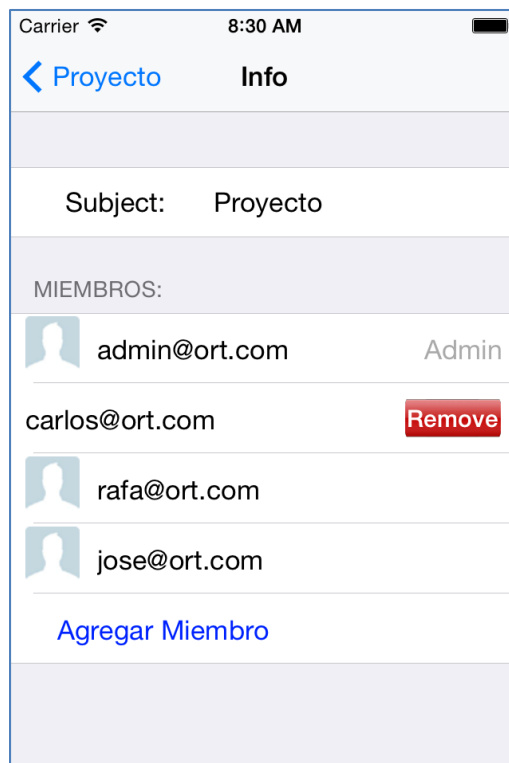 Carrier 8:30 AM
Proyecto Info
Subject: Proyecto
MIEMBROS:
admin@ort.com Admin
carlos@ort.com Remove
rafa@ort.com
jose@ort.com
Agregar Miembro